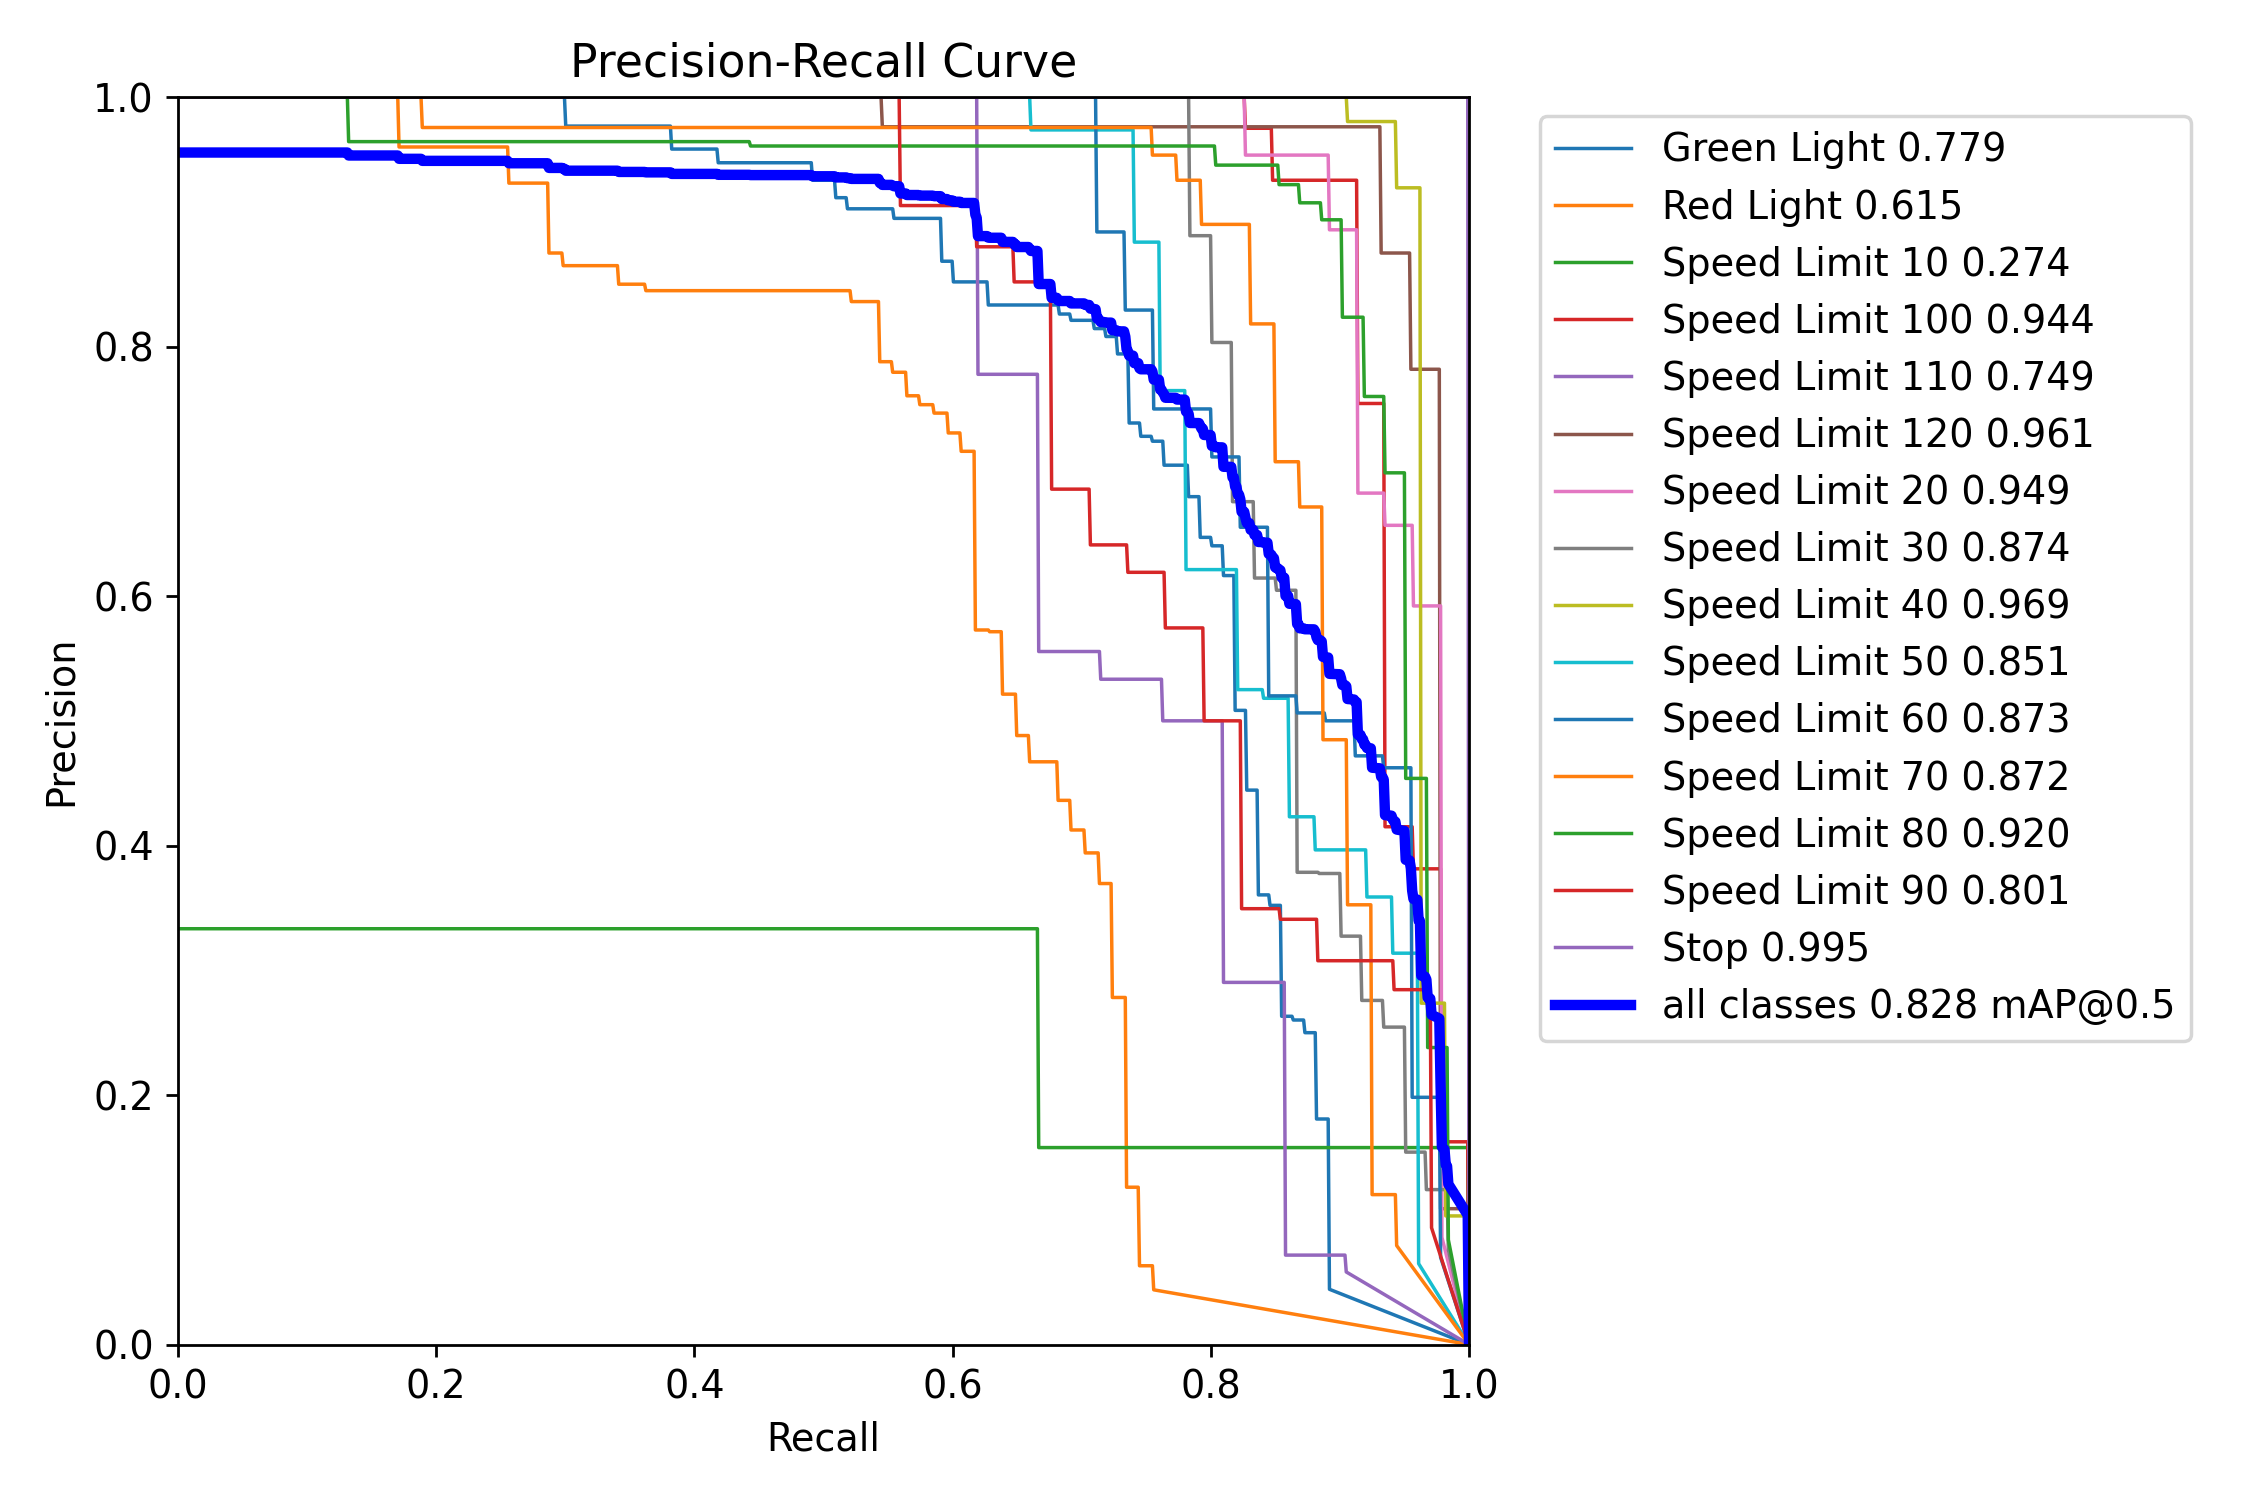 Precision-Recall Curve
1.0
0.8
0.6
0.4
0.2
0.0
Precision
0.0 0.2 0.4 0.6 0.8 1.0
Recall
Green Light 0.779
Red Light 0.615
Speed Limit 10 0.274
Speed Limit 100 0.944
Speed Limit 110 0.749
Speed Limit 120 0.961
Speed Limit 20 0.949
Speed Limit 30 0.874
Speed Limit 40 0.969
Speed Limit 50 0.851
Speed Limit 60 0.873
Speed Limit 70 0.872
Speed Limit 80 0.920
Speed Limit 90 0.801
Stop 0.995
all classes 0.828 mAP@0.5